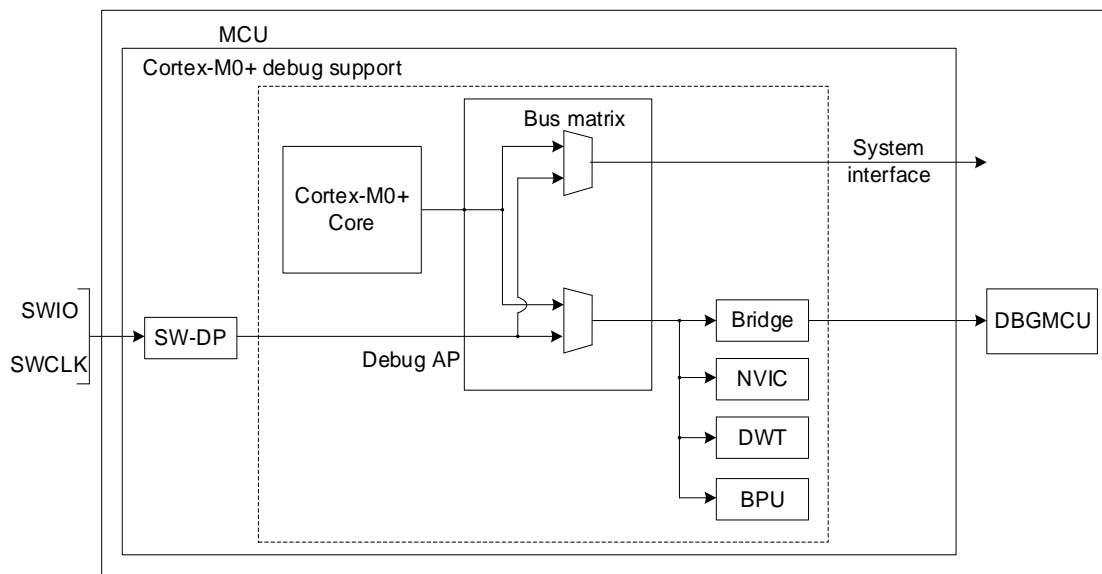 MCU
Cortex-M0+ debug support
Bus matrix
Cortex-M0+
Core
System
interface
SWIO
SWCLK
SW-DP
Debug AP
Bridge
NVIC
DWT
BPU
DBGMCU